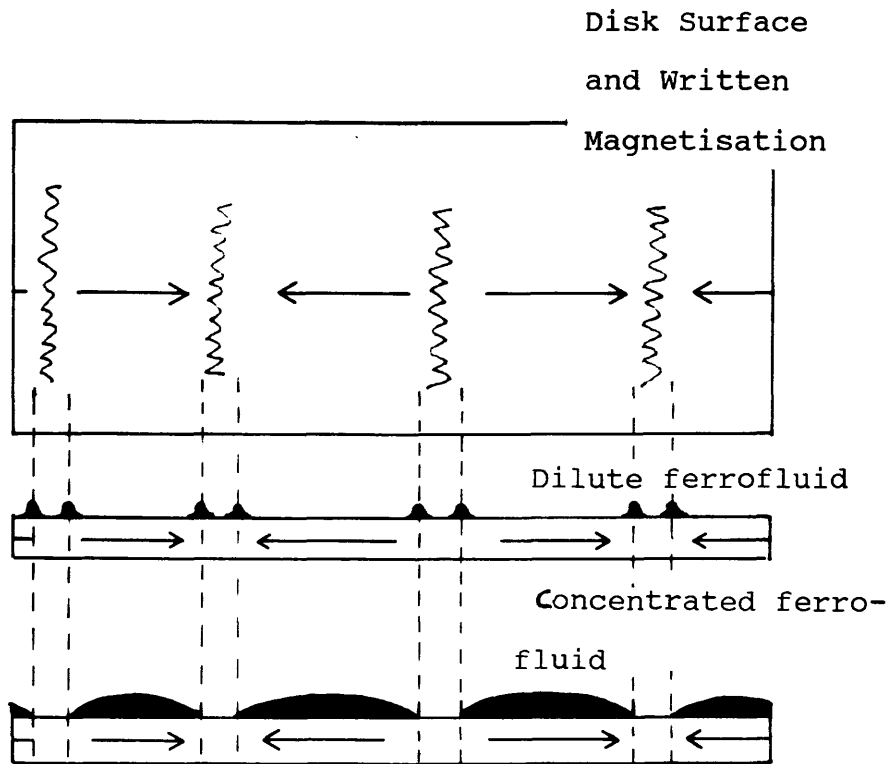 Disk Surface
and Written
Magnetisation
Dilute ferrofluid
Concentrated ferro-
fluid